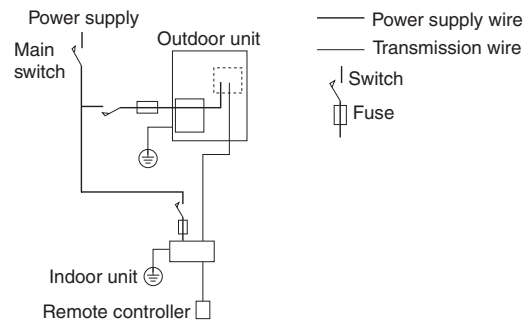 Power supply
Main
switch
Outdoor unit
Indoor unit
Remote controller
Power supply wire
Transmission wire
Switch
Fuse